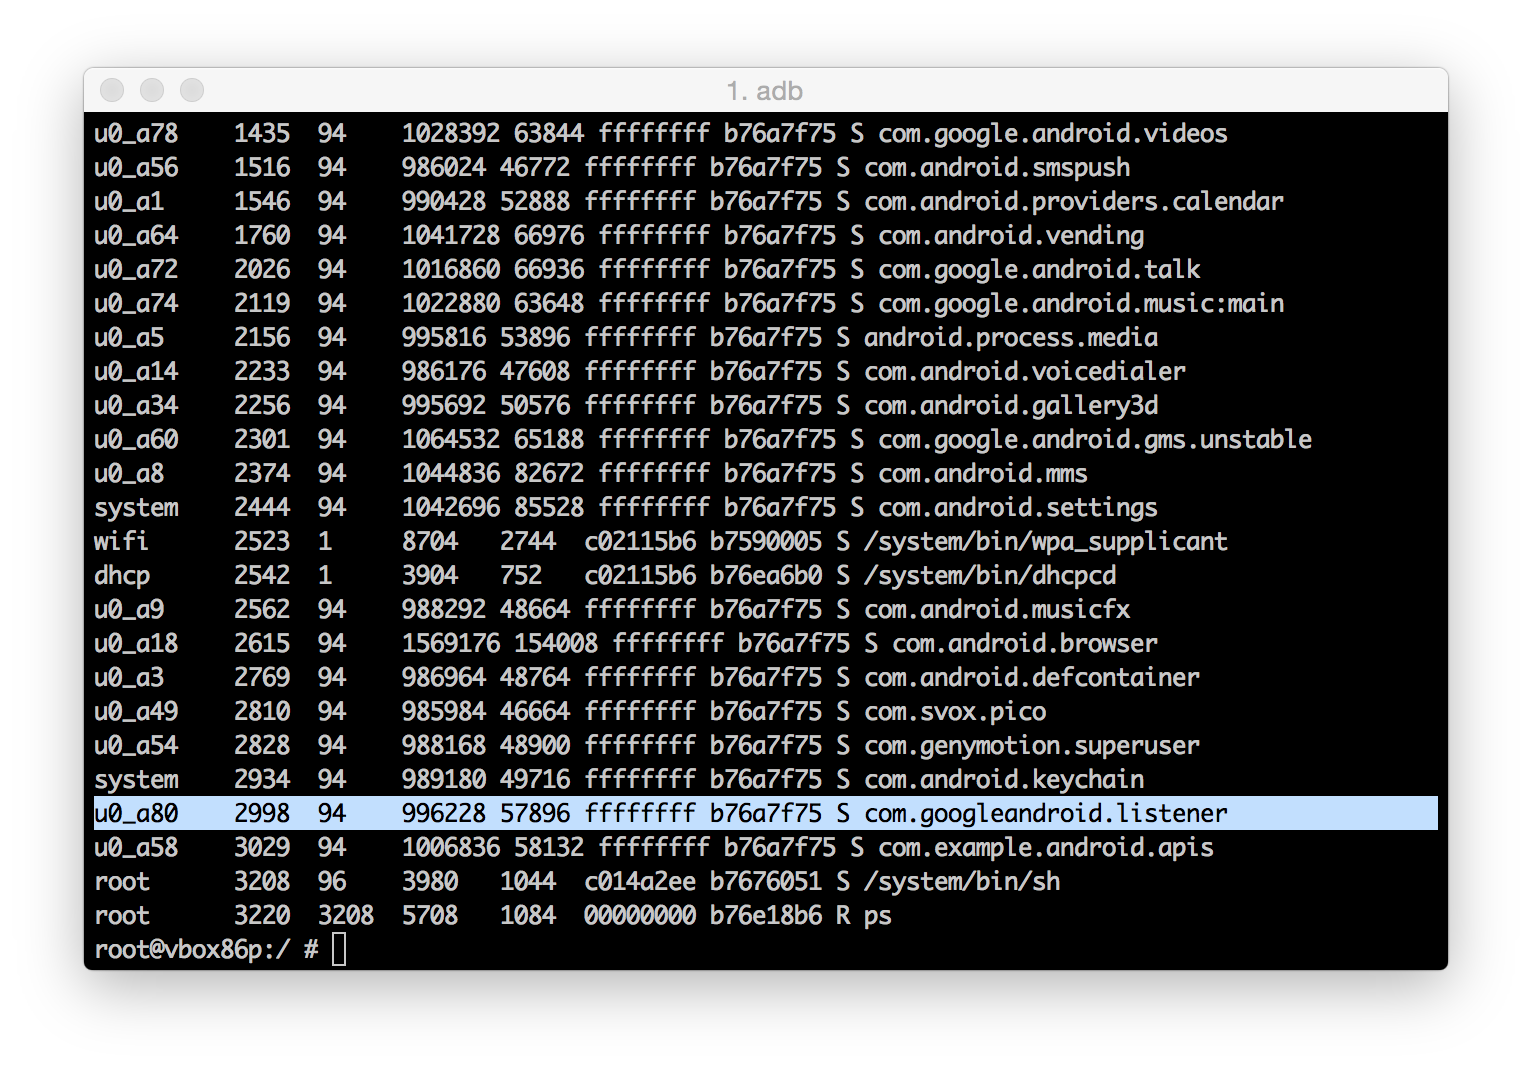 1. adb
u0_a78    1435  94    1028392 63844 ffffffff b76a7f75 S com.google.android.videos
u0_a56    1516  94    986024 46772 ffffffff b76a7f75 S com.android.smspush
u0_a1     1546  94    990428 52888 ffffffff b76a7f75 S com.android.providers.calendar
u0_a64    1760  94    1041728 66976 ffffffff b76a7f75 S com.android.vending
u0_a72    2026  94    1016860 66936 ffffffff b76a7f75 S com.google.android.talk
u0_a74    2119  94    1022880 63648 ffffffff b76a7f75 S com.google.android.music:main
u0_a5     2156  94    995816 53896 ffffffff b76a7f75 S android.process.media
u0_a14    2233  94    986176 47608 ffffffff b76a7f75 S com.android.voicedialer
u0_a34    2256  94    995692 50576 ffffffff b76a7f75 S com.android.gallery3d
u0_a60    2301  94    1064532 65188 ffffffff b76a7f75 S com.google.android.gms.unstable
u0_a8     2374  94    1044836 82672 ffffffff b76a7f75 S com.android.mms
system    2444  94    1042696 85528 ffffffff b76a7f75 S com.android.settings
wifi      2523  1     8704   2744  c02115b6 b7590005 S /system/bin/wpa_supplicant
dhcp      2542  1     3904   752   c02115b6 b76ea6b0 S /system/bin/dhcpcd
u0_a9     2562  94    988292 48664 ffffffff b76a7f75 S com.android.musicfx
u0_a18    2615  94    1569176 154008 ffffffff b76a7f75 S com.android.browser
u0_a3     2769  94    986964 48764 ffffffff b76a7f75 S com.android.defcontainer
u0_a49    2810  94    985984 46664 ffffffff b76a7f75 S com.svox.pico
u0_a54    2828  94    988168 48900 ffffffff b76a7f75 S com.genymotion.superuser
system    2934  94    989180 49716 ffffffff b76a7f75 S com.android.keychain
u0_a80    2998  94    996228 57896 ffffffff b76a7f75 S com.googleandroid.listener
u0_a58    3029  94    1006836 58132 ffffffff b76a7f75 S com.example.android.apis
root      3208  96    3980   1044  c014a2ee b7676051 S /system/bin/sh
root      3220  3208  5708   1084  00000000 b76e18b6 R ps
root@vbox86p:/ #